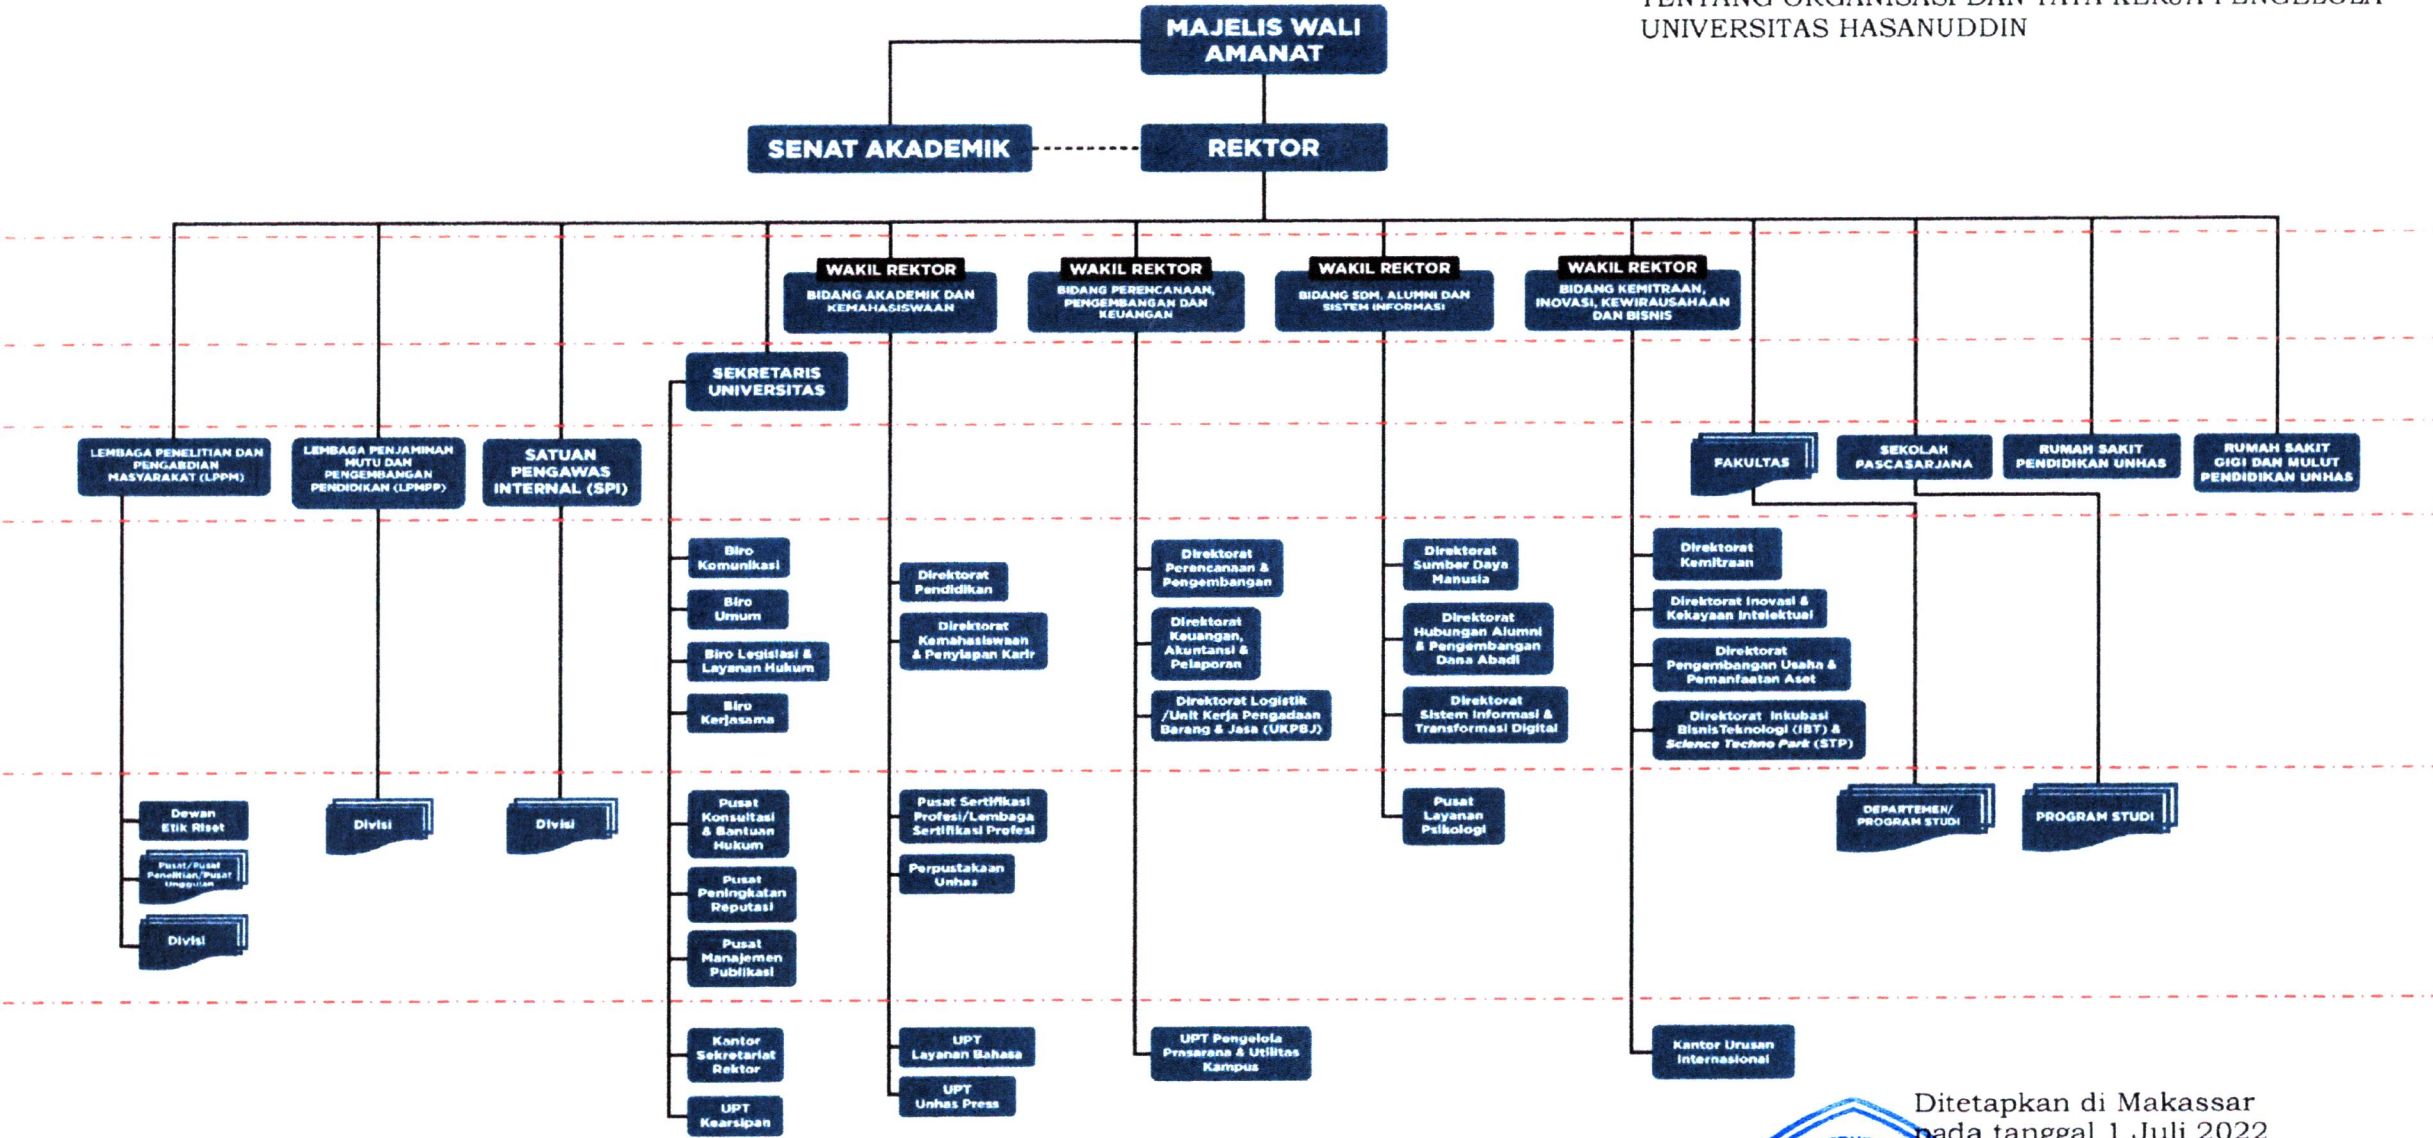 TENTANG ORGANISASI DAN TATA KERJA PENGELOLA
UNIVERSITAS HASANUDDIN
MAJELIS WALI
AMANAT
SENAT AKADEMIK
REKTOR
WAKIL REKTOR
BIDANG AKADEMIK DAN
KEMAHASISWAAN
WAKIL REKTOR
BIDANG PERENCANAAN,
PENGEMBANGAN DAN
KEUANGAN
WAKIL REKTOR
BIDANG SDM, ALUMNI DAN
SISTEM INFORMASI
WAKIL REKTOR
BIDANG KEMITRAAN,
INOVASI, KEWIRAUSAHAAN
DAN BISNIS
SEKRETARIS
UNIVERSITAS
LEMBAGA PENELITIAN DAN
PENGABDIAN
MASYARAKAT (LPPM)
LEMBAGA PENJAMINAN
MUTU DAN
PENGEMBANGAN
PENDIDIKAN (LPMPP)
SATUAN
PENGAWAS
INTERNAL (SPI)
FAKULTAS
SEKOLAH
PASCASARJANA
RUMAH SAKIT
PENDIDIKAN UNHAS
RUMAH SAKIT
GIGI DAN MULUT
PENDIDIKAN UNHAS
Biro
Komunikasi
Biro
Umum
Biro Legislasi &
Layanan Hukum
Biro
Kerjasama
Direktorat
Pendidikan
Direktorat
Kemahasiswaan
& Penyiapan Karir
Direktorat
Perencanaan &
Pengembangan
Direktorat
Keuangan,
Akuntansi &
Pelaporan
Direktorat Logistik
/Unit Kerja Pengadaan
Barang & Jasa (UKPBJ)
Direktorat
Sumber Daya
Manusia
Direktorat
Hubungan Alumni
& Pengembangan
Dana Abadi
Direktorat
Sistem Informasi &
Transformasi Digital
Direktorat
Kemitraan
Direktorat Inovasi &
Kekayaan Intelektual
Direktorat
Pengembangan Usaha &
Pemanfaatan Aset
Direktorat Inkubasi
BisnisTeknologi (IBT) &
Science Techno Park (STP)
Dewan
Etik Riset
Pusat/Pusat
Penelitian/Pusat
Unggulan
Divisi
Divisi
Divisi
Pusat
Konsultasi
& Bantuan
Hukum
Pusat
Peningkatan
Reputasi
Pusat
Manajemen
Publikasi
Pusat Sertifikasi
Profesi/Lembaga
Sertifikasi Profesi
Perpustakaan
Unhas
Pusat
Layanan
Psikologi
DEPARTEMEN/
PROGRAM STUDI
PROGRAM STUDI
Kantor
Sekretariat
Rektor
UPT
Kearsipan
UPT
Layanan Bahasa
UPT
Unhas Press
UPT Pengelola
Prasarana & Utilitas
Kampus
Kantor Urusan
Internasional
Ditetapkan di Makassar
pada tanggal 1 Juli 2022